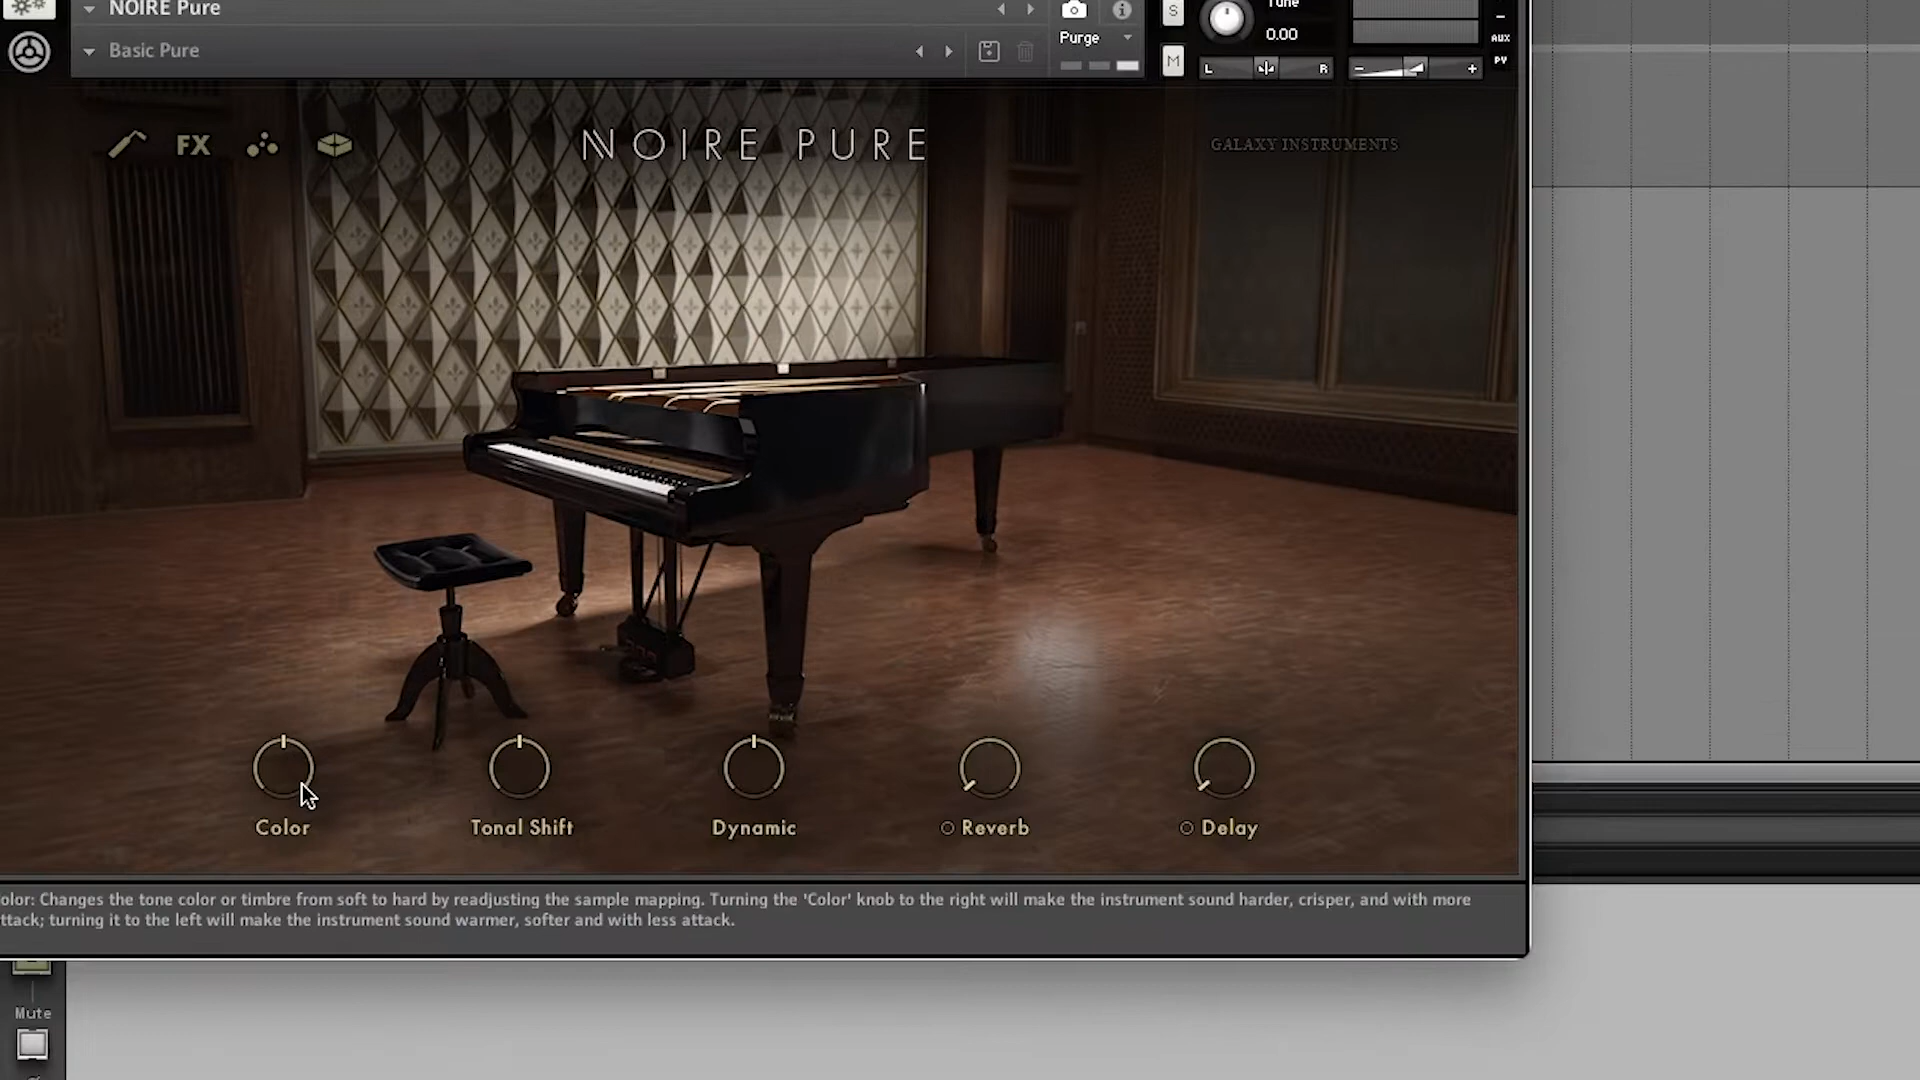 NOIRE Pure
Basic Pure
Purge
S
M
Tune
0.00
L
R
AUX
PV
FX
NOIRE PURE
GALAXY INSTRUMENTS
Color
Tonal Shift
Dynamic
Reverb
Delay
olor: Changes the tone color or timbre from soft to hard by readjusting the sample mapping. Turning the 'Color' knob to the right will make the instrument sound harder, crisper, and with more
ttack; turning it to the left will make the instrument sound warmer, softer and with less attack.
Mute